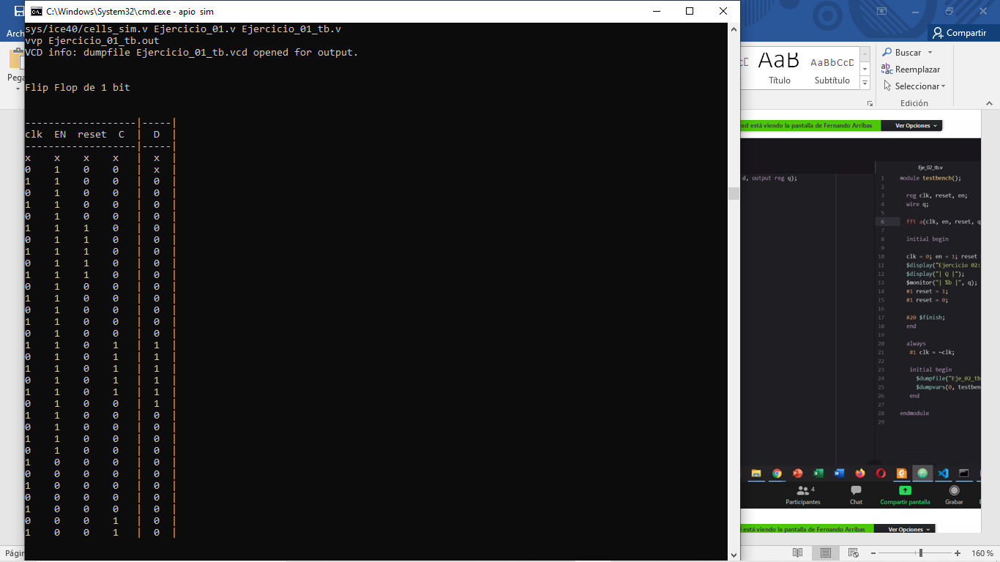 C:\Windows\System32\cmd.exe - apio sim
sys/ice40/cells_sim.v Ejercicio_01.v Ejercicio_01_tb.v
vvp Ejercicio_01_tb.out
VCD info: dumpfile Ejercicio_01_tb.vcd opened for output.
Flip Flop de 1 bit
-------------------|-----|
clk EN reset C | D |
-------------------|-----|
x x x x | x |
0 1 0 0 | x |
1 1 0 0 | 0 |
0 1 0 0 | 0 |
1 1 0 0 | 0 |
0 1 0 0 | 0 |
1 1 1 0 | 0 |
0 1 1 0 | 0 |
1 1 1 0 | 0 |
0 1 1 0 | 0 |
1 1 1 0 | 0 |
0 1 0 0 | 0 |
1 1 0 0 | 0 |
0 1 0 0 | 0 |
1 1 0 0 | 0 |
0 1 0 0 | 0 |
1 1 0 1 | 1 |
0 1 0 1 | 1 |
1 1 0 1 | 1 |
0 1 0 1 | 1 |
1 1 0 1 | 1 |
0 1 0 0 | 1 |
1 1 0 0 | 0 |
0 1 0 0 | 0 |
1 1 0 0 | 0 |
0 1 0 0 | 0 |
1 0 0 0 | 0 |
0 0 0 0 | 0 |
1 0 0 0 | 0 |
0 0 0 0 | 0 |
1 0 0 0 | 0 |
0 0 0 1 | 0 |
1 0 0 1 | 0 |
Arch
Pega
Págin
Compartir
AaB
AaBbCcD
Título
Subtítulo
Buscar
Reemplazar
Seleccionar
Edición
está viendo la pantalla de Fernando Arribas
Ver Opciones
d, output reg q);
Eje_02_tb.v
1 module testbench();
2
3 reg clk, reset, en;
4 wire q;
5
6 fft a(clk, en, reset, q
7
8 initial begin
9
10 clk = 0; en = 1; reset
11 $display("Ejercicio 02:
12 $display("| Q |");
13 $monitor("| %b |", q);
14 #1 reset = 1;
15 #1 reset = 0;
16
17 #20 $finish;
18 end
19
20 always
21 #1 clk = ~clk;
22
23 initial begin
24 $dumpfile("Eje_02_tb
25 $dumpvars(0, testben
26 end
27
28 endmodule
29
4
Participantes
Chat
Compartir pantalla
Grabar
está viendo la pantalla de Fernando Arribas
Ver Opciones
160 %